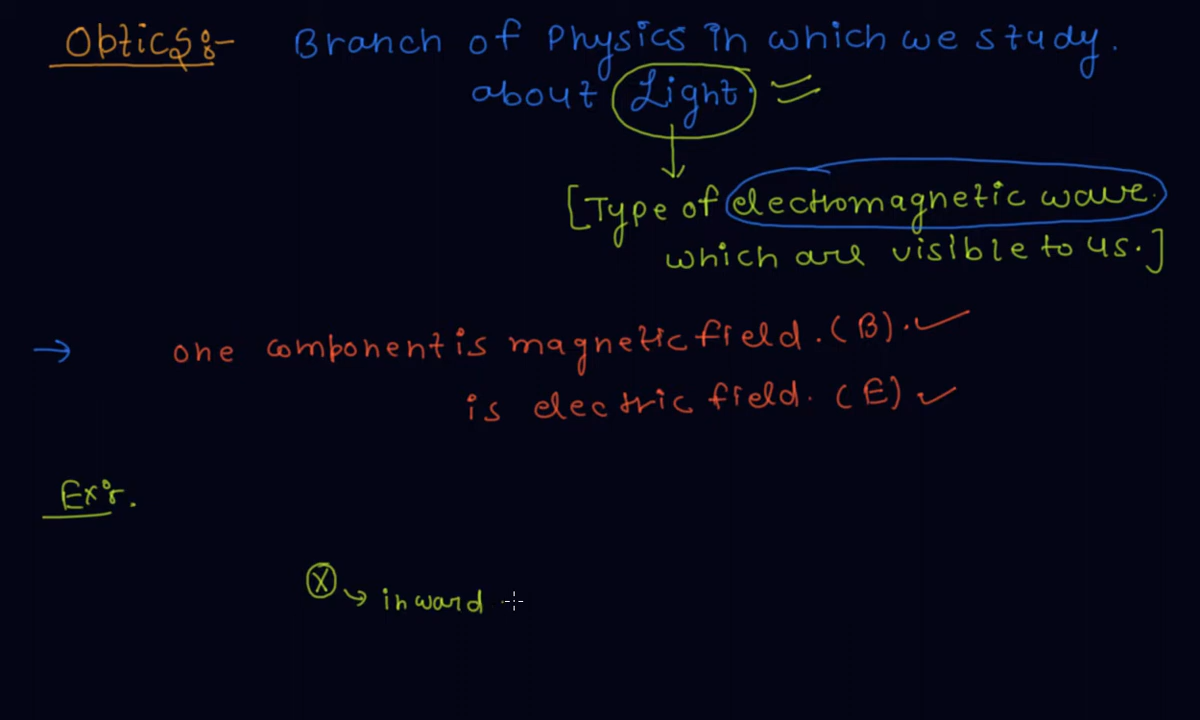 Optics:- Branch of Physics in which we study.
about Light.
[Type of electromagnetic wave.
which are visible to us.]
→ one component is magnetic field. (B). ✓
is electric field. (E) ✓
Ex:.
ⓧ ↪ inward